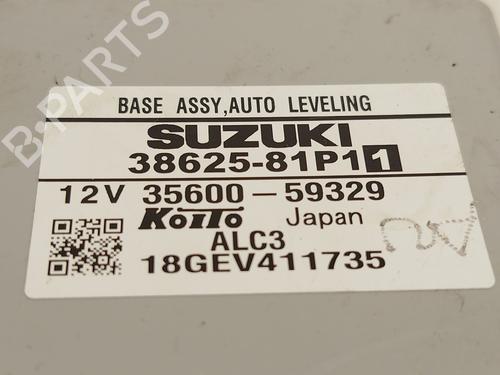 B-PARTS
BASE ASSY,AUTO LEVELING
SUZUKI
38625-81P11
12V 35600-59329
KOITO Japan
ALC3
18GEV411735